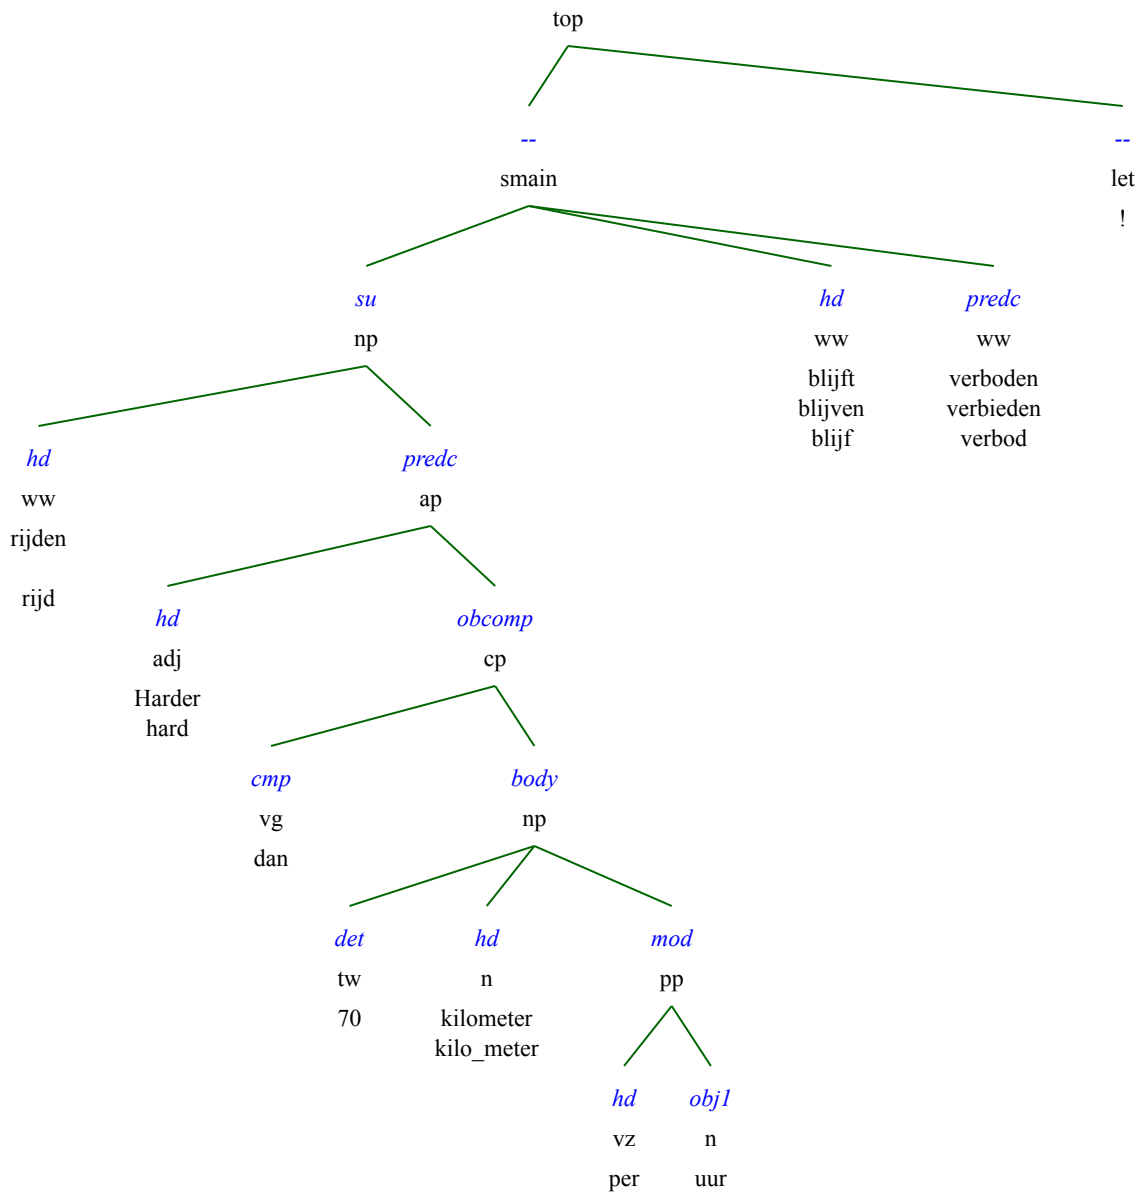 top
-- --
smain let
!
su hd predc
np ww ww
blijft verboden
blijven verbieden
blijf verbod
hd predc
ww ap
rijden
rijd
hd obcomp
adj cp
Harder
hard
cmp body
vg np
dan
det hd mod
tw n pp
70 kilometer
kilo_meter
hd obj1
vz n
per uur